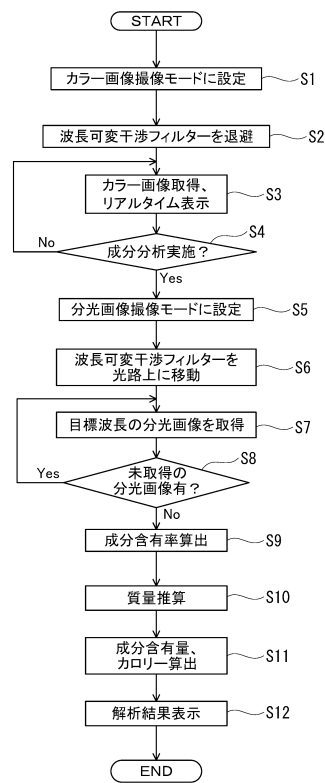 START
カラー画像撮像モードに設定
S1
波長可変干渉フィルターを退避
S2
カラー画像取得、
リアルタイム表示
S3
成分分析実施？
S4
No
Yes
分光画像撮像モードに設定
S5
波長可変干渉フィルターを
光路上に移動
S6
目標波長の分光画像を取得
S7
未取得の
分光画像有？
S8
Yes
No
成分含有率算出
S9
質量推算
S10
成分含有量、
カロリー算出
S11
解析結果表示
S12
END